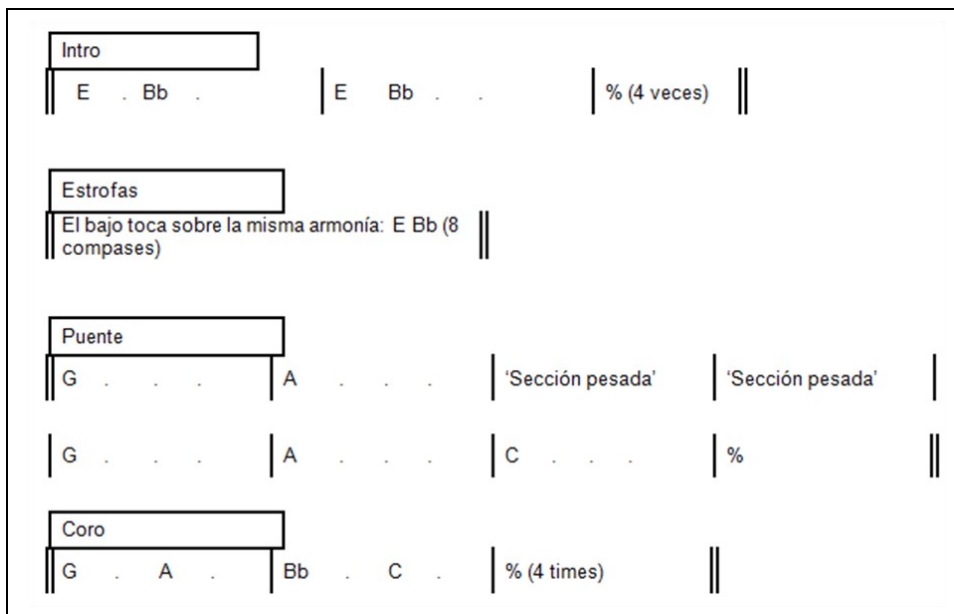 Intro
E . Bb . E Bb . . % (4 veces)
Estrofas
El bajo toca sobre la misma armonía: E Bb (8
compases)
Puente
G . . . A . . . ‘Sección pesada’ ‘Sección pesada’
G . . . A . . . C . . . %
Coro
G . A . Bb . C . % (4 times)